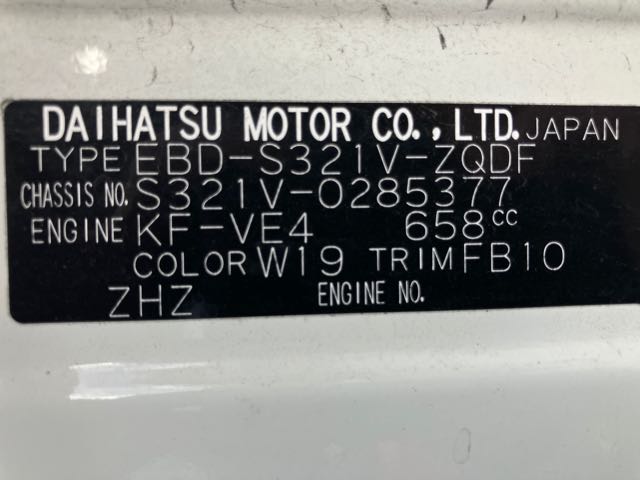 DAIHATSU MOTOR CO., LTD. JAPAN
TYPE EBD-S321V-ZQDF
CHASSIS NO. S321V-0285377
ENGINE KF-VE4 658cc
COLOR W19 TRIM FB10
ZHZ ENGINE NO.